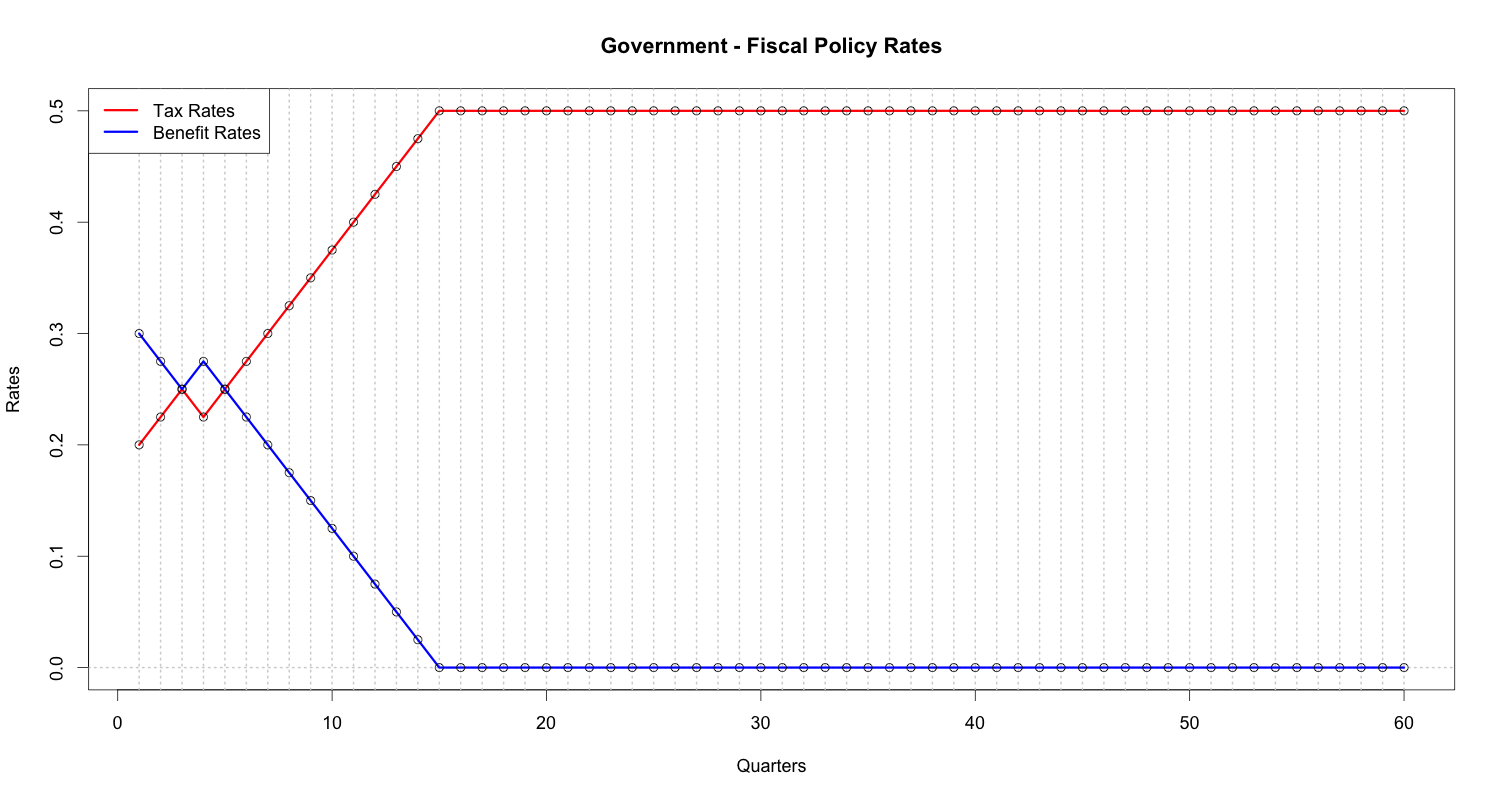 Government - Fiscal Policy Rates
Tax Rates
Benefit Rates
0.5
0.4
0.3
0.2
0.1
0.0
Rates
0 10 20 30 40 50 60
Quarters